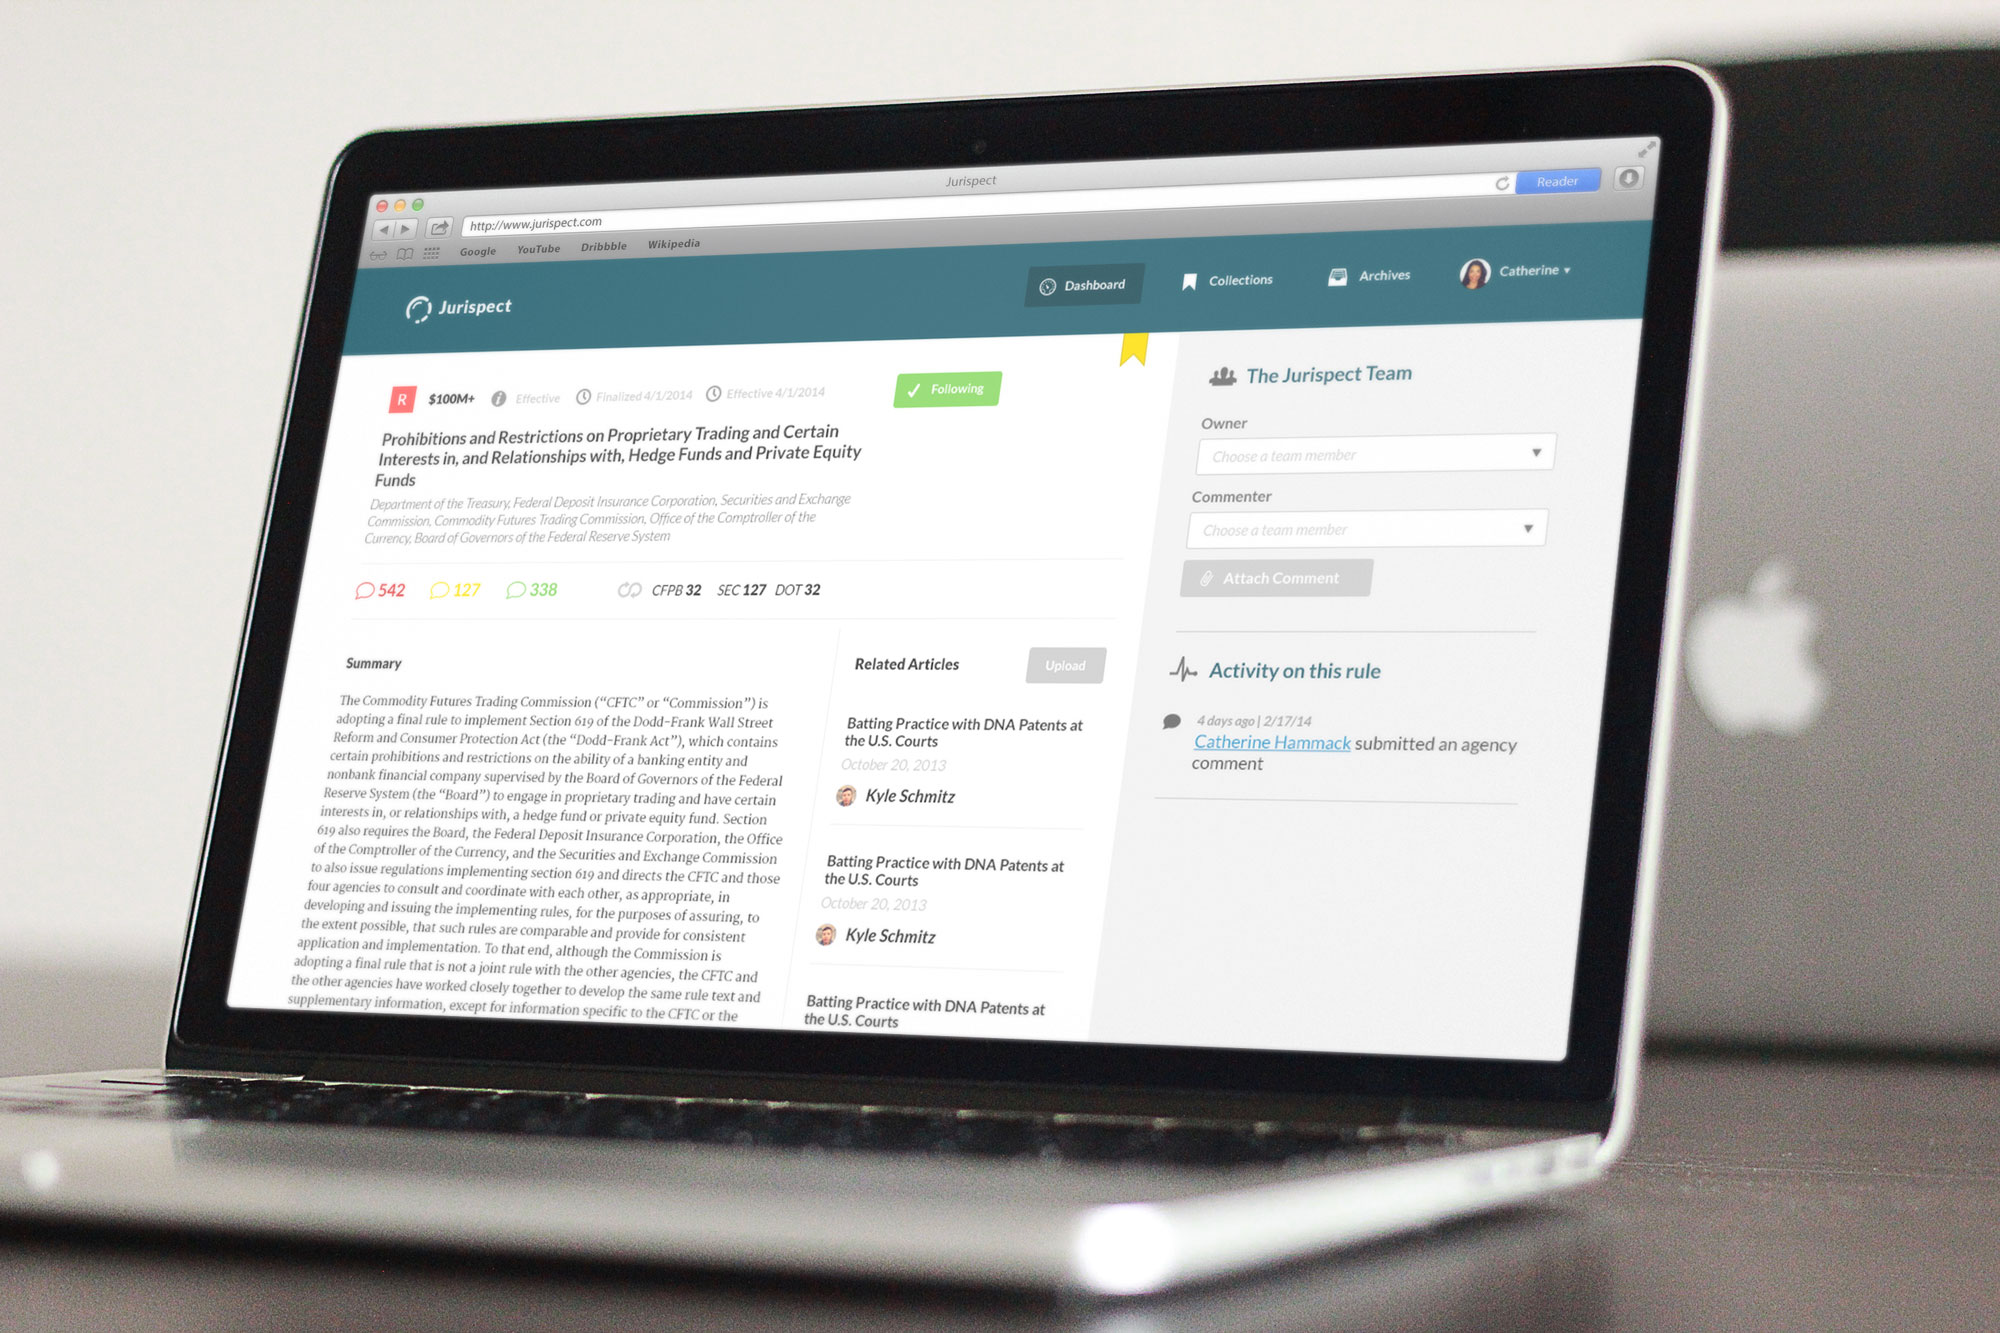 Jurispect
http://www.jurispect.com
Reader
Google YouTube Dribbble Wikipedia
Jurispect
Dashboard
Collections
Archives
Catherine
R $100M+ Effective Finalized 4/1/2014 Effective 4/1/2014
Following
Prohibitions and Restrictions on Proprietary Trading and Certain
Interests in, and Relationships with, Hedge Funds and Private Equity
Funds
Department of the Treasury, Federal Deposit Insurance Corporation, Securities and Exchange
Commission, Commodity Futures Trading Commission, Office of the Comptroller of the
Currency, Board of Governors of the Federal Reserve System
542 127 338 CFPB 32 SEC 127 DOT 32
Summary
The Commodity Futures Trading Commission (“CFTC” or “Commission”) is
adopting a final rule to implement Section 619 of the Dodd-Frank Wall Street
Reform and Consumer Protection Act (the “Dodd-Frank Act”), which contains
certain prohibitions and restrictions on the ability of a banking entity and
nonbank financial company supervised by the Board of Governors of the Federal
Reserve System (the “Board”) to engage in proprietary trading and have certain
interests in, or relationships with, a hedge fund or private equity fund. Section
619 also requires the Board, the Federal Deposit Insurance Corporation, the Office
of the Comptroller of the Currency, and the Securities and Exchange Commission
to also issue regulations implementing section 619 and directs the CFTC and those
four agencies to consult and coordinate with each other, as appropriate, in
developing and issuing the implementing rules, for the purposes of assuring, to
the extent possible, that such rules are comparable and provide for consistent
application and implementation. To that end, although the Commission is
adopting a final rule that is not a joint rule with the other agencies, the CFTC and
the other agencies have worked closely together to develop the same rule text and
supplementary information, except for information specific to the CFTC or the
Related Articles
Upload
Batting Practice with DNA Patents at
the U.S. Courts
October 20, 2013
Kyle Schmitz
Batting Practice with DNA Patents at
the U.S. Courts
October 20, 2013
Kyle Schmitz
Batting Practice with DNA Patents at
the U.S. Courts
The Jurispect Team
Owner
Choose a team member
Commenter
Choose a team member
Attach Comment
Activity on this rule
4 days ago | 2/17/14
Catherine Hammack submitted an agency
comment